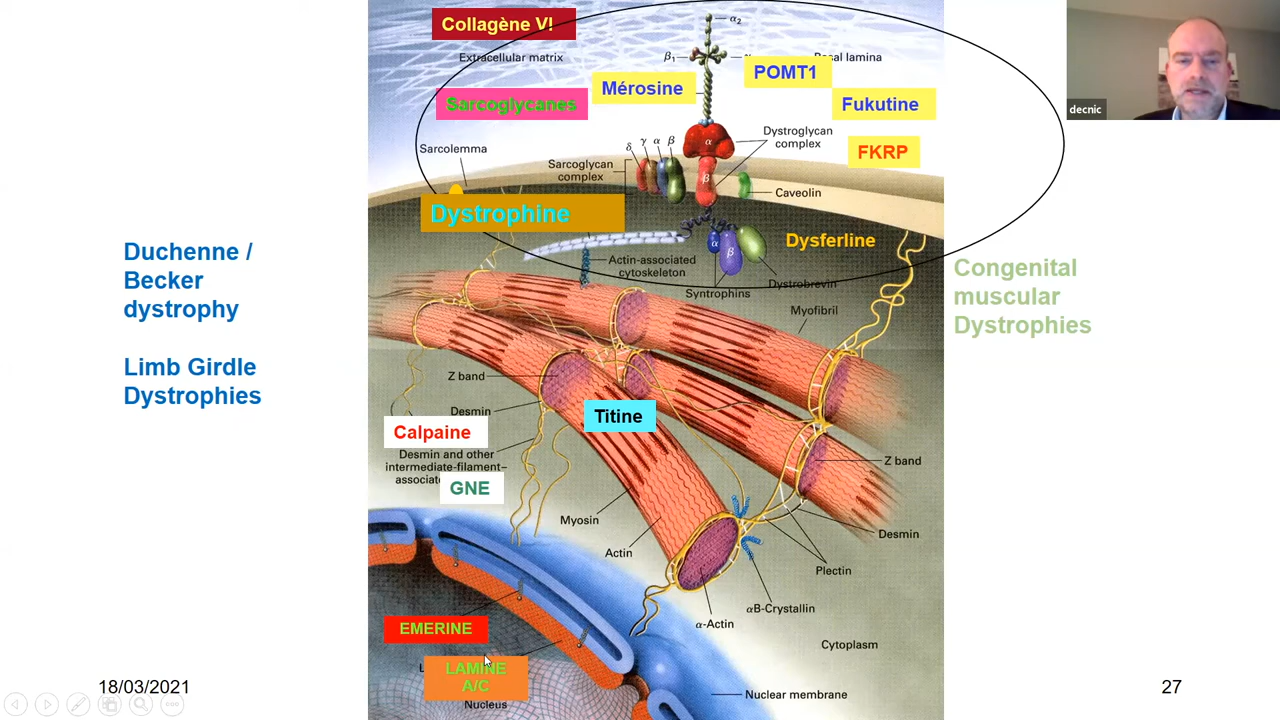 Collagène VI
α2
Extracellular matrix
β1
Basal lamina
Mérosine
POMT1
Sarcoglycanes
Fukutine
Dystroglycan
complex
FKRP
Sarcolemma
δ γ α β
α
Sarcoglycan
complex
β
Caveolin
Dystrophine
Dysferline
α
β
Actin-associated
cytoskeleton
Syntrophins
Dystrobrevin
Myofibril
Duchenne /
Becker
dystrophy
Limb Girdle
Dystrophies
Congenital
muscular
Dystrophies
Z band
Desmin
Titine
Calpaine
Desmin and other
intermediate-filament–
GNE
Z band
Myosin
Actin
Desmin
Plectin
αB-Crystallin
α-Actin
EMERINE
Cytoplasm
LAMINE
A/C
Nucleus
Nuclear membrane
18/03/2021
27
decnic